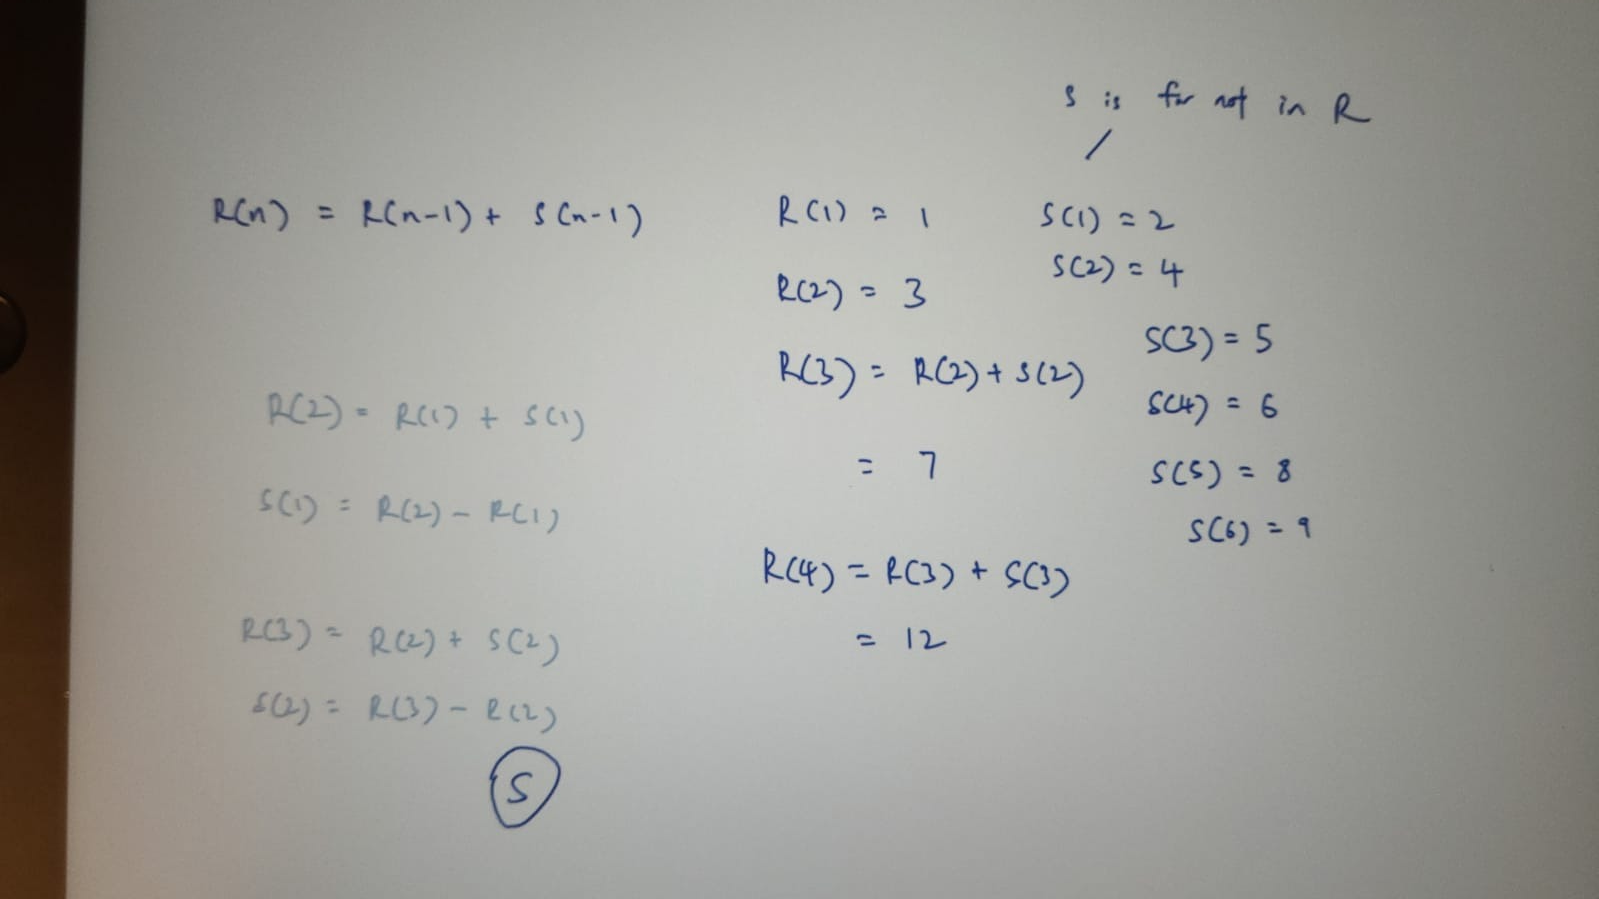 S is for not in R
R(n) = R(n-1) + S(n-1)
R(1) = 1
S(1) = 2
S(2) = 4
R(2) = 3
S(3) = 5
R(3) = R(2) + S(2)
S(4) = 6
= 7
S(5) = 8
S(6) = 9
R(4) = R(3) + S(3)
= 12
R(2) = R(1) + S(1)
S(1) = R(2) - R(1)
R(3) = R(2) + S(2)
S(2) = R(3) - R(2)
S